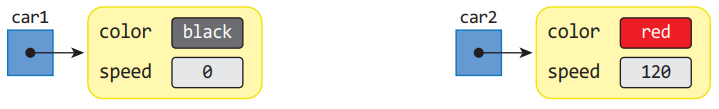 car1
color black
speed 0
car2
color red
speed 120